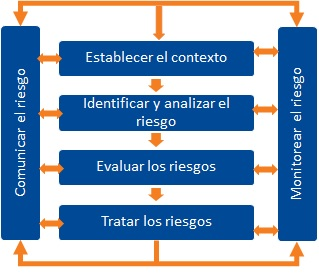 Comunicar el riesgo
Establecer el contexto
Identificar y analizar el
riesgo
Evaluar los riesgos
Tratar los riesgos
Monitorear el riesgo